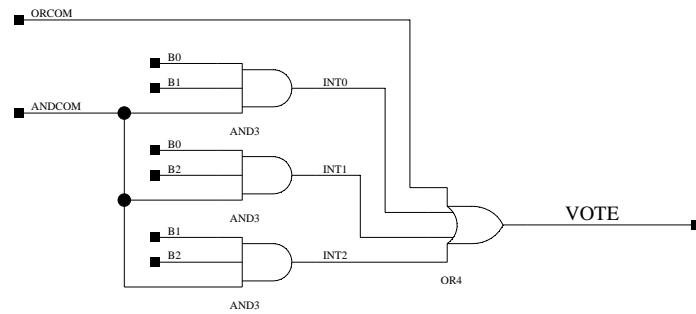 ORCOM
B0
B1
INT0
ANDCOM
AND3
B0
B2
INT1
AND3
VOTE
B1
B2
INT2
OR4
AND3